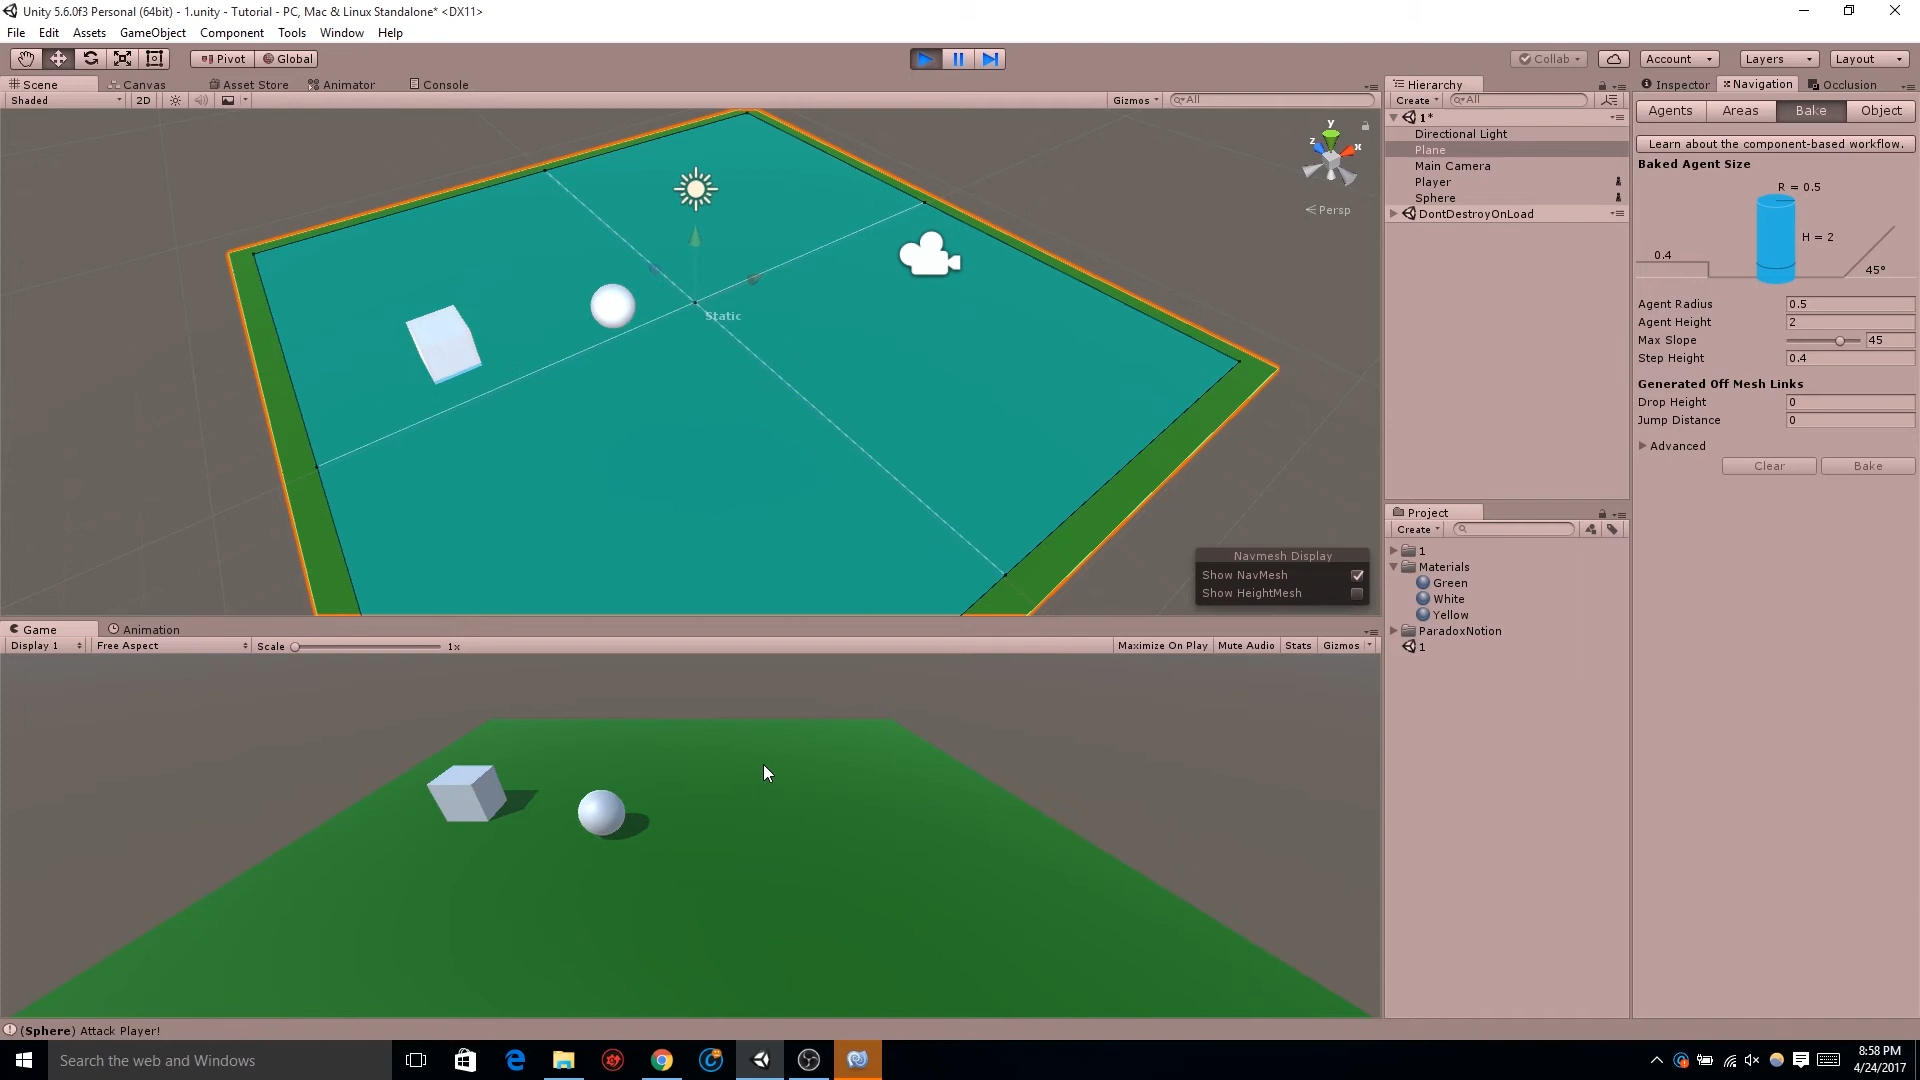 Unity 5.6.0f3 Personal (64bit) - 1.unity - Tutorial - PC, Mac & Linux Standalone* <DX11>
File Edit Assets GameObject Component Tools Window Help
Pivot Global Collab Account Layers Layout
Scene Canvas Asset Store Animator Console
Shaded 2D Gizmos All
y
z
x
Persp
Static
Navmesh Display
Show NavMesh
Show HeightMesh
Game Animation
Display 1 Free Aspect Scale 1x Maximize On Play Mute Audio Stats Gizmos
Hierarchy
Create All
1*
Directional Light
Plane
Main Camera
Player
Sphere
DontDestroyOnLoad
Project
Create
1
Materials
Green
White
Yellow
ParadoxNotion
1
Inspector Navigation Occlusion
Agents Areas Bake Object
Learn about the component-based workflow.
Baked Agent Size
R = 0.5
H = 2
0.4
45°
Agent Radius 0.5
Agent Height 2
Max Slope 45
Step Height 0.4
Generated Off Mesh Links
Drop Height 0
Jump Distance 0
Advanced
Clear Bake
(Sphere) Attack Player!
Search the web and Windows
8:58 PM
4/24/2017